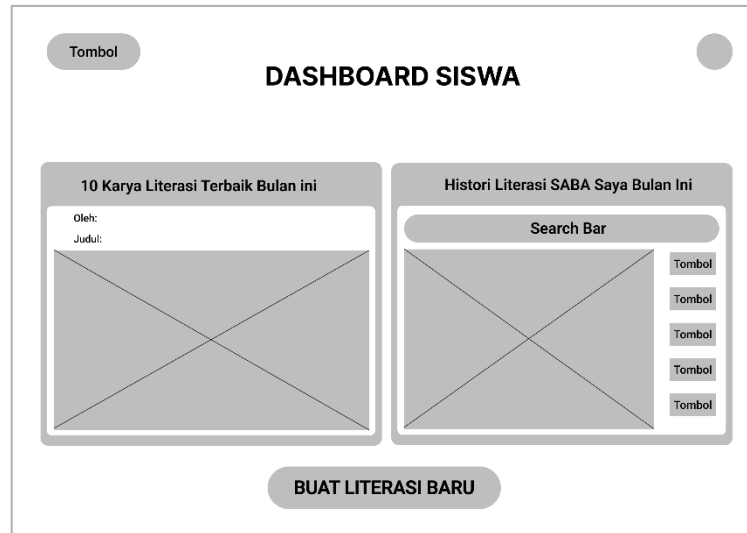 Tombol
DASHBOARD SISWA
10 Karya Literasi Terbaik Bulan ini
Oleh:
Judul:
Histori Literasi SABA Saya Bulan Ini
Search Bar
Tombol
Tombol
Tombol
Tombol
Tombol
BUAT LITERASI BARU